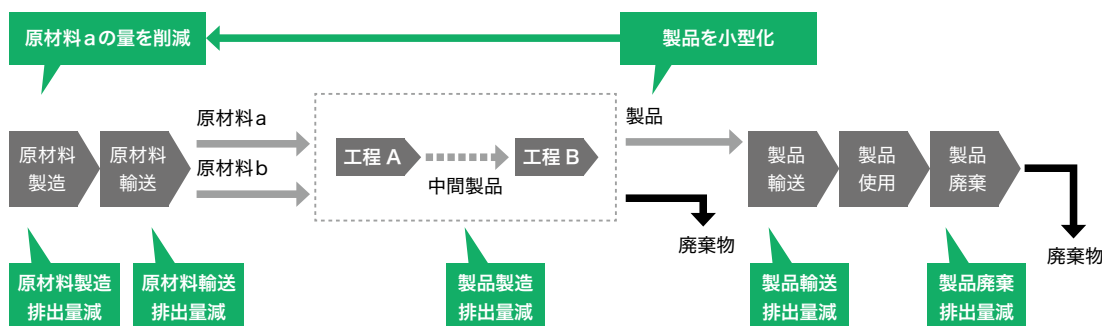 原材料aの量を削減
製品を小型化
原材料
製造
原材料
輸送
原材料a
原材料b
工程 A
中間製品
工程 B
製品
廃棄物
製品
輸送
製品
使用
製品
廃棄
廃棄物
原材料製造
排出量減
原材料輸送
排出量減
製品製造
排出量減
製品輸送
排出量減
製品廃棄
排出量減